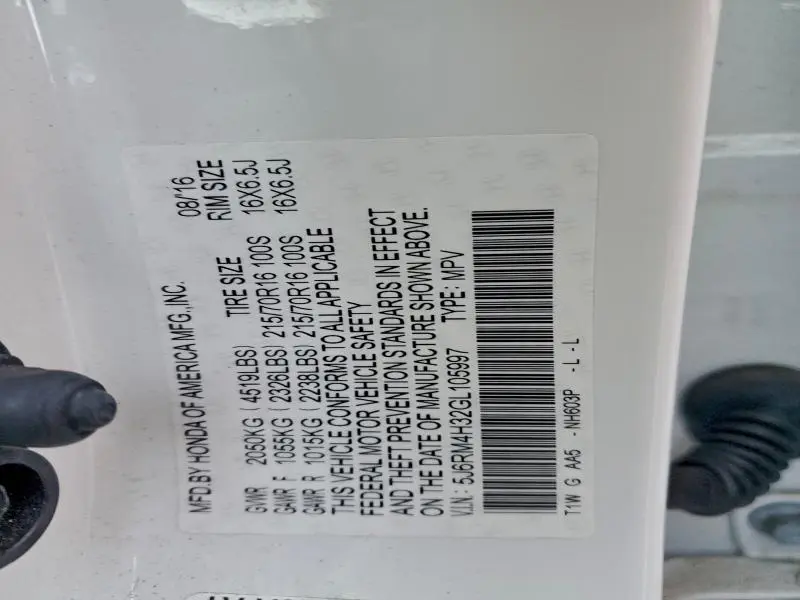 MFD.BY HONDA OF AMERICA MFG.,INC. 08/16
TIRE SIZE RIM SIZE
GVWR 2050KG (4519LBS)
GAWR F 1055KG (2326LBS) 215/70R16 100S 16X6.5J
GAWR R 1015KG (2238LBS) 215/70R16 100S 16X6.5J
THIS VEHICLE CONFORMS TO ALL APPLICABLE
FEDERAL MOTOR VEHICLE SAFETY
AND THEFT PREVENTION STANDARDS IN EFFECT
ON THE DATE OF MANUFACTURE SHOWN ABOVE.
V.I.N: 5J6RM4H32GL105997 TYPE: MPV
T1W G AA5 -NH603P -L -L